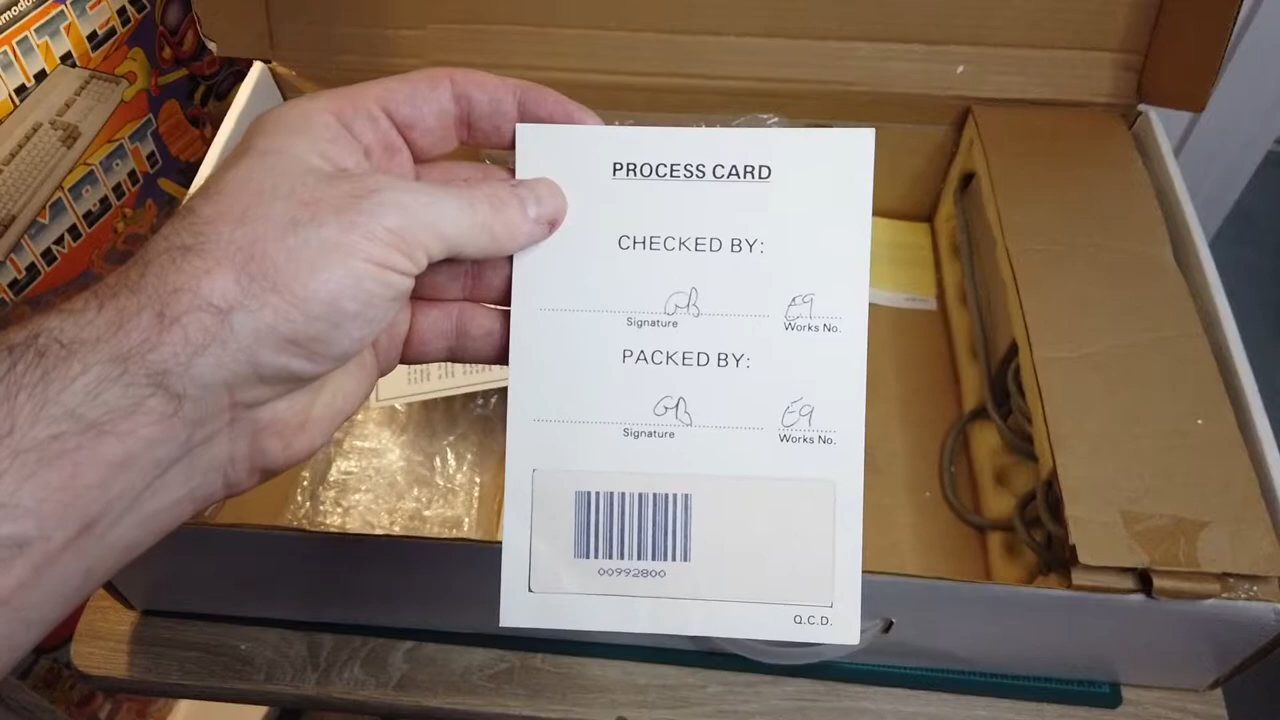 PROCESS CARD
CHECKED BY:
GB E9
Signature Works No.
PACKED BY:
GB E9
Signature Works No.
00992800
Q.C.D.